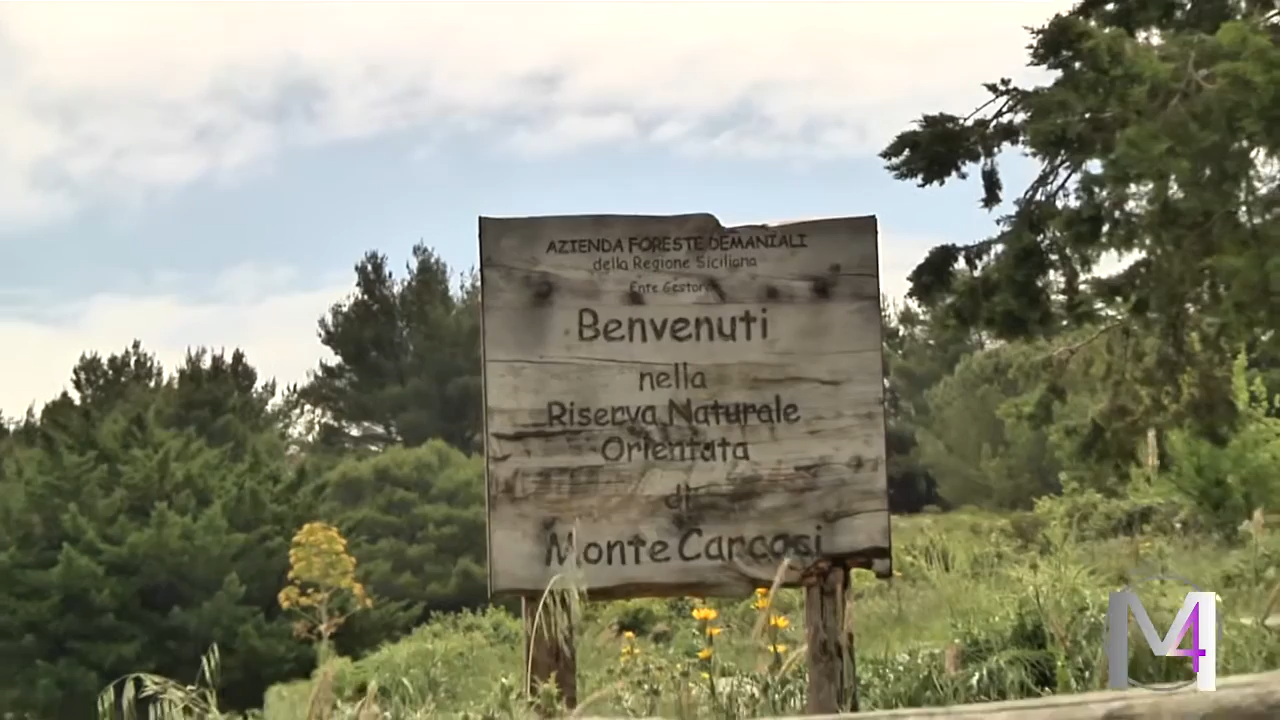 AZIENDA FORESTE DEMANIALI
della Regione Siciliana
Ente Gestore
Benvenuti
nella
Riserva Naturale
Orientata
di
Monte Carcaci
M4